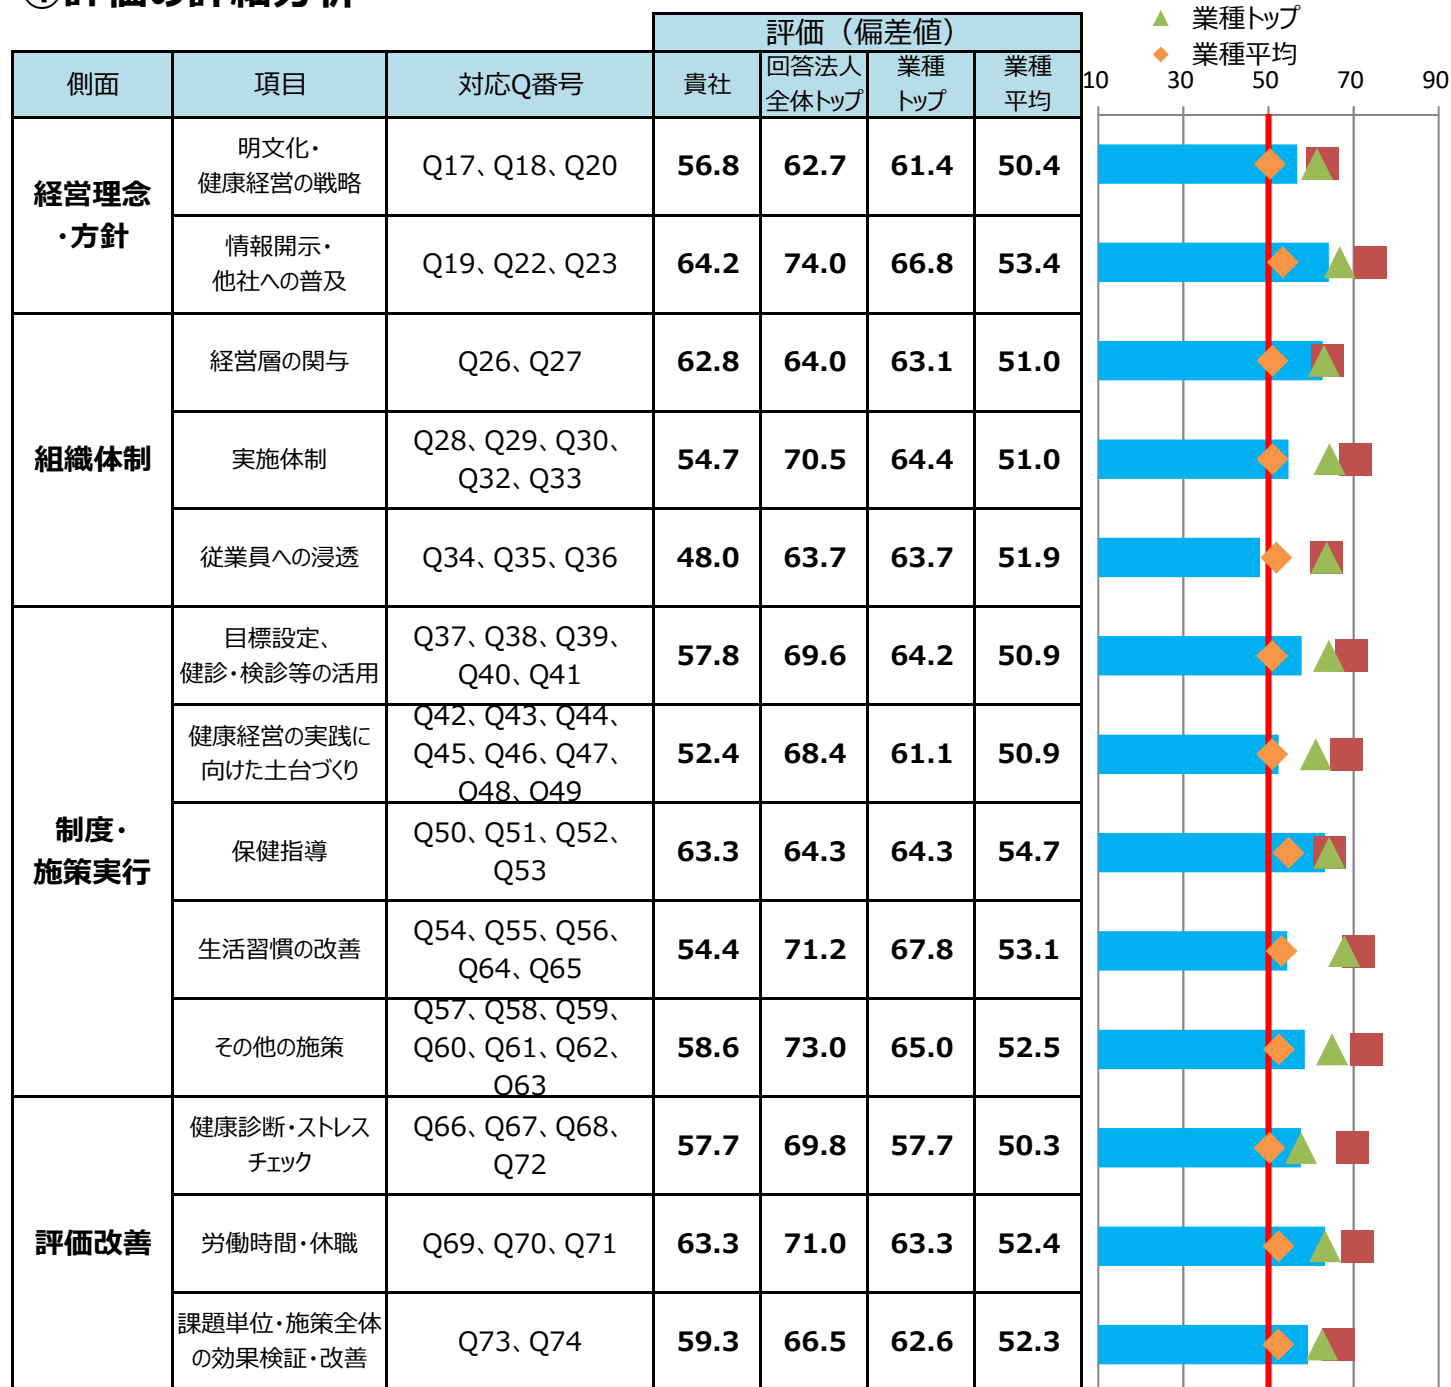 ①評価の詳細分析
業種トップ
業種平均
評価（偏差値）
側面 項目 対応Q番号 貴社 回答法人全体トップ 業種トップ 業種平均
10 30 50 70 90
経営理念・方針
明文化・健康経営の戦略 Q17、Q18、Q20 56.8 62.7 61.4 50.4
情報開示・他社への普及 Q19、Q22、Q23 64.2 74.0 66.8 53.4
組織体制
経営層の関与 Q26、Q27 62.8 64.0 63.1 51.0
実施体制 Q28、Q29、Q30、Q32、Q33 54.7 70.5 64.4 51.0
従業員への浸透 Q34、Q35、Q36 48.0 63.7 63.7 51.9
制度・施策実行
目標設定、健診・検診等の活用 Q37、Q38、Q39、Q40、Q41 57.8 69.6 64.2 50.9
健康経営の実践に向けた土台づくり Q42、Q43、Q44、Q45、Q46、Q47、Q48、Q49 52.4 68.4 61.1 50.9
保健指導 Q50、Q51、Q52、Q53 63.3 64.3 64.3 54.7
生活習慣の改善 Q54、Q55、Q56、Q64、Q65 54.4 71.2 67.8 53.1
その他の施策 Q57、Q58、Q59、Q60、Q61、Q62、Q63 58.6 73.0 65.0 52.5
評価改善
健康診断・ストレスチェック Q66、Q67、Q68、Q72 57.7 69.8 57.7 50.3
労働時間・休職 Q69、Q70、Q71 63.3 71.0 63.3 52.4
課題単位・施策全体の効果検証・改善 Q73、Q74 59.3 66.5 62.6 52.3